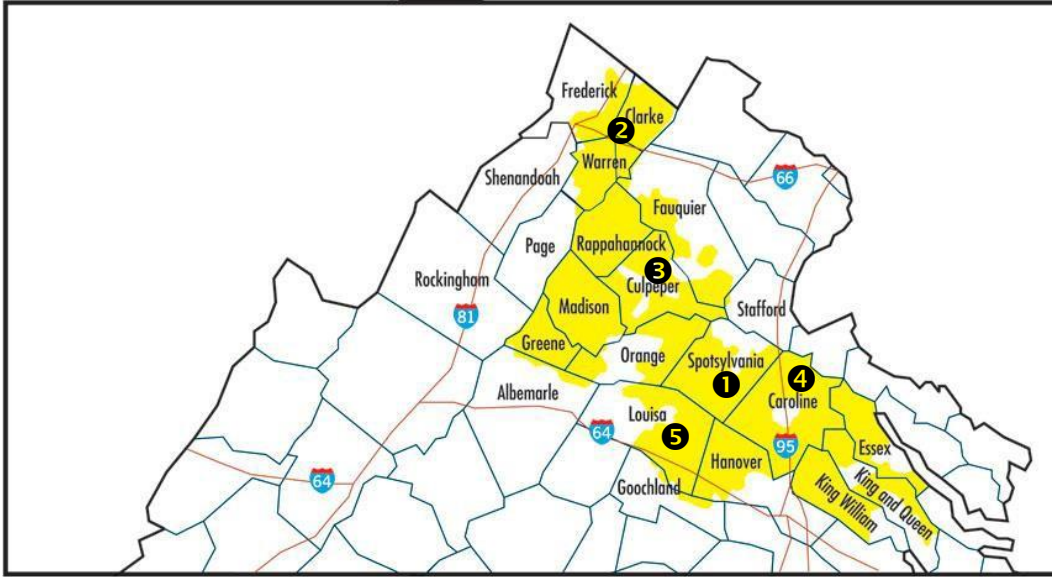 Frederick
Clarke
2
Warren
Shenandoah
66
Fauquier
Page
Rappahannock
3
Rockingham
Culpeper
81
Madison
Stafford
Greene
Orange
Spotsylvania
4
1
Albemarle
Caroline
Louisa
64
5
95
Essex
Hanover
64
Goochland
King William
King and Queen